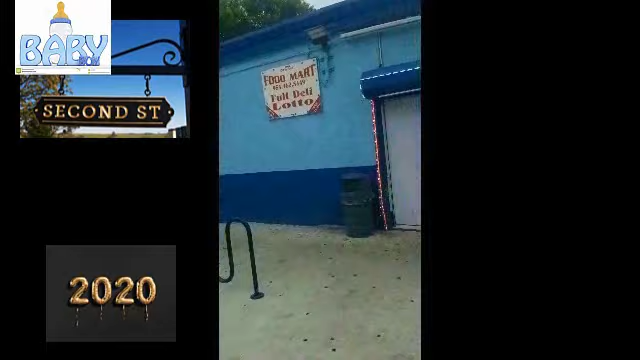 BABY
SECOND ST
FOOD MART
Full Deli
Lotto
2020